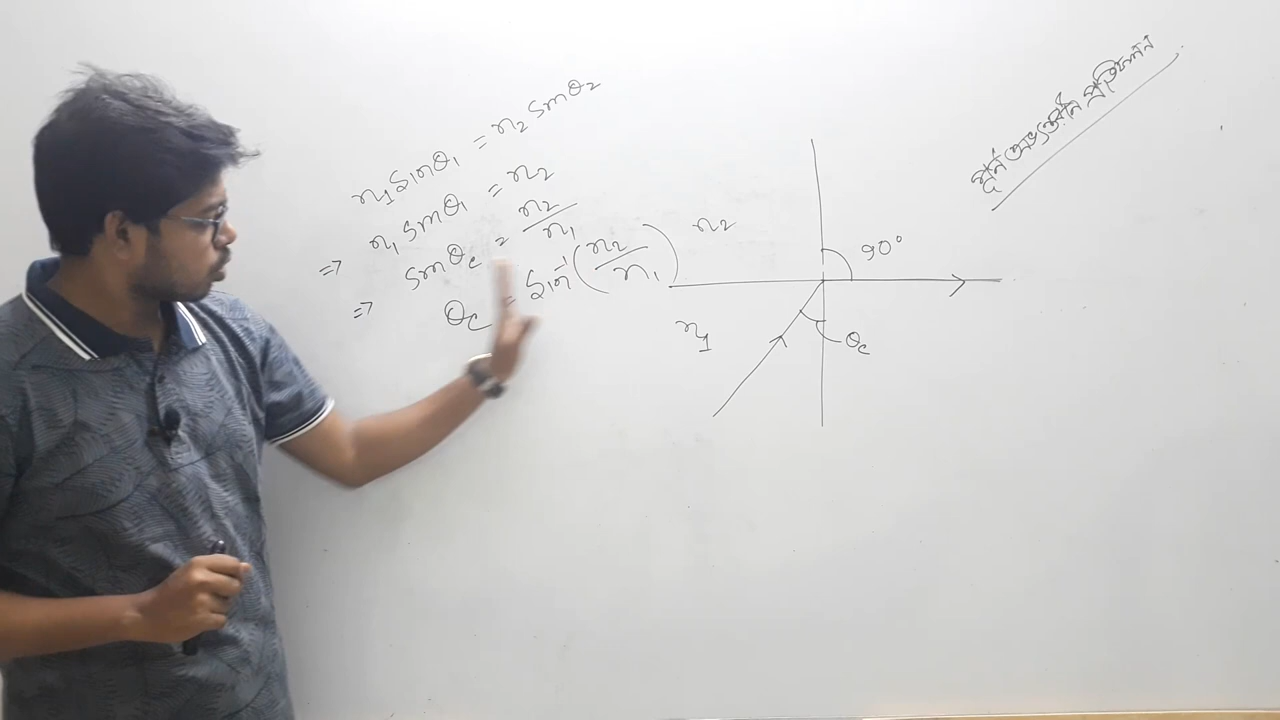 পূর্ণ অভ্যন্তরীন প্রতিফলন
n₁ sinθ₁ = n₂ sinθ₂
=> n₁ sinθ₁ = n₂
=> sinθc = n₂/n₁
θc = sin⁻¹(n₂/n₁)
n₂
90°
n₁
θc